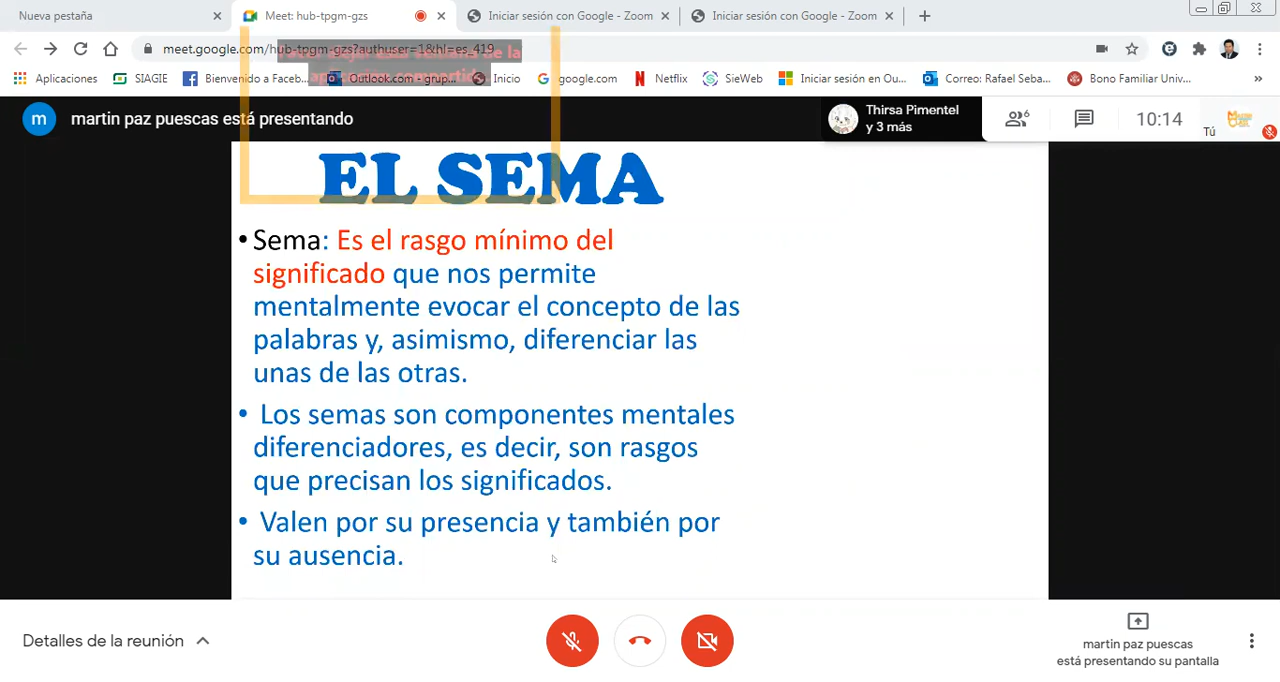 Nueva pestaña
Meet: hub-tpgm-gzs
Iniciar sesión con Google - Zoom
Iniciar sesión con Google - Zoom
meet.google.com/hub-tpgm-gzs?authuser=1&hl=es_419
Aplicaciones
SIAGIE
Bienvenido a Faceb...
Outlook.com - grup...
Inicio
google.com
Netflix
SieWeb
Iniciar sesión en Ou...
Correo: Rafael Seba...
Bono Familiar Univ...
»
m
martin paz puescas está presentando
Thirsa Pimentel
y 3 más
6
10:14
Tú
EL SEMA
• Sema: Es el rasgo mínimo del
significado que nos permite
mentalmente evocar el concepto de las
palabras y, asimismo, diferenciar las
unas de las otras.
• Los semas son componentes mentales
diferenciadores, es decir, son rasgos
que precisan los significados.
• Valen por su presencia y también por
su ausencia.
Detalles de la reunión
martin paz puescas
está presentando su pantalla